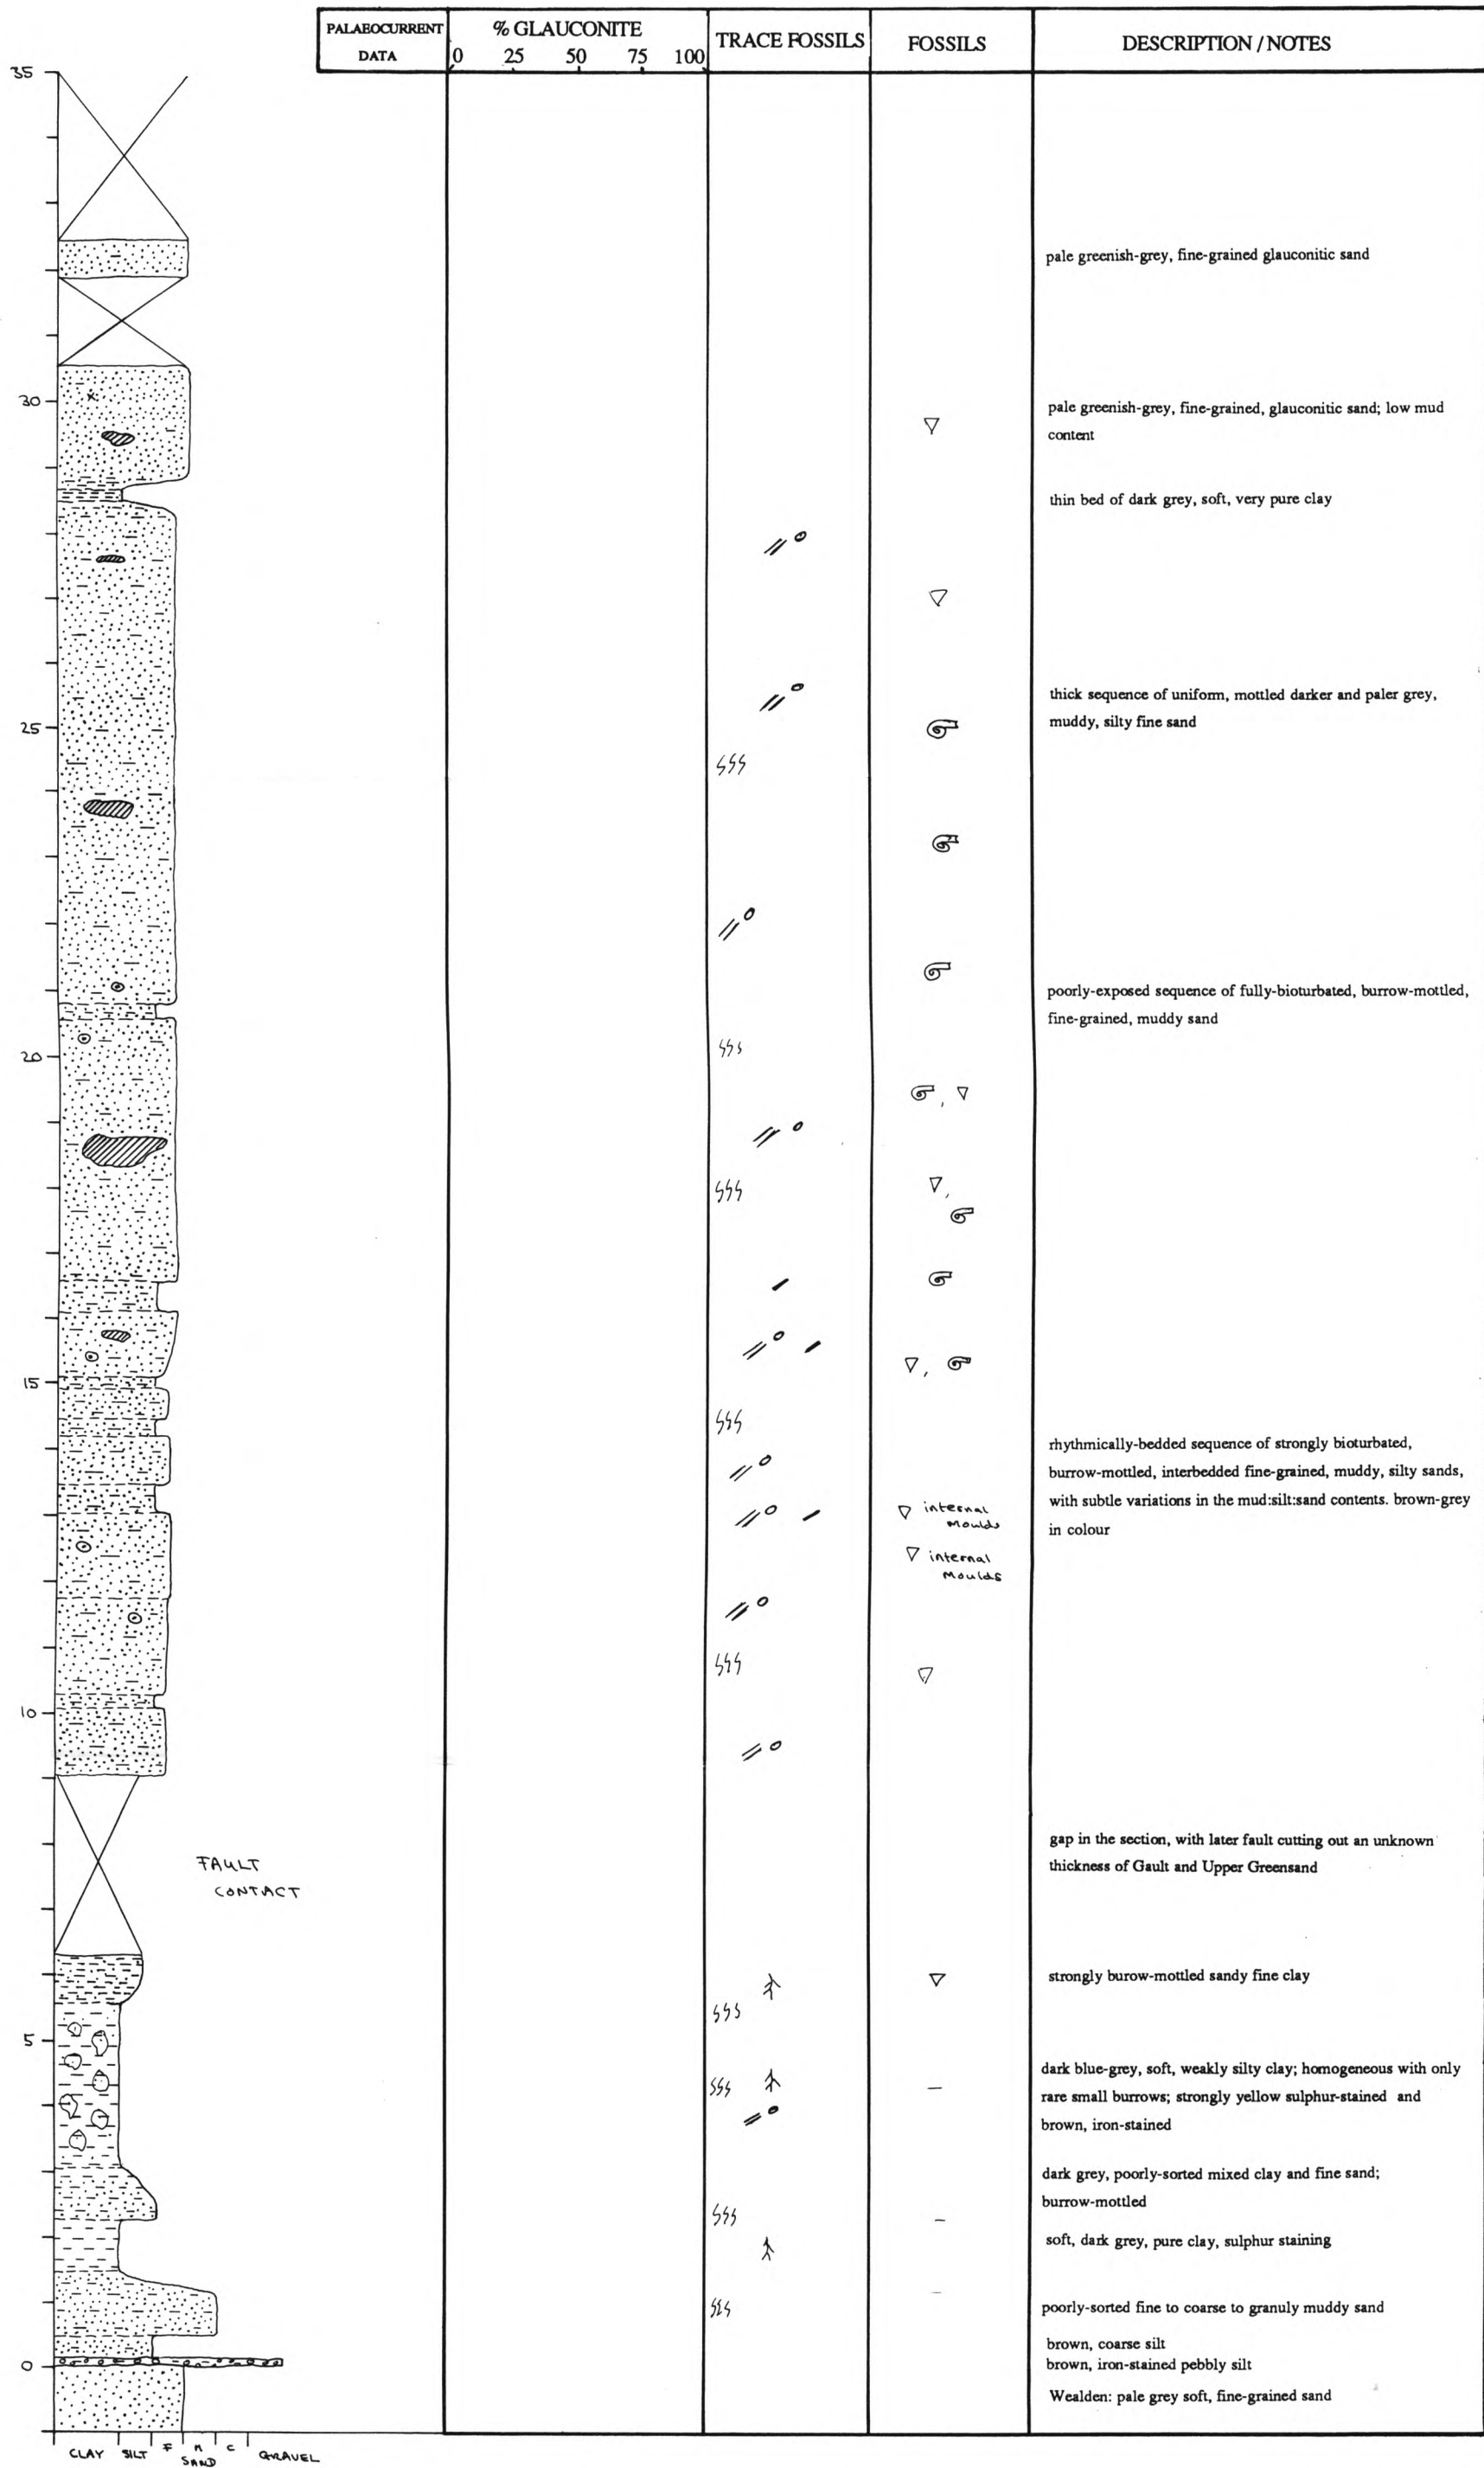 PALAEOCURRENT
DATA
% GLAUCONITE
0 25 50 75 100
TRACE FOSSILS
FOSSILS
DESCRIPTION / NOTES
35
pale greenish-grey, fine-grained glauconitic sand
30
pale greenish-grey, fine-grained, glauconitic sand; low mud
content
thin bed of dark grey, soft, very pure clay
thick sequence of uniform, mottled darker and paler grey,
muddy, silty fine sand
25
poorly-exposed sequence of fully-bioturbated, burrow-mottled,
fine-grained, muddy sand
20
15
rhythmically-bedded sequence of strongly bioturbated,
burrow-mottled, interbedded fine-grained, muddy, silty sands,
with subtle variations in the mud:silt:sand contents. brown-grey
in colour
internal
moulds
internal
moulds
10
gap in the section, with later fault cutting out an unknown
thickness of Gault and Upper Greensand
FAULT
CONTACT
strongly burow-mottled sandy fine clay
5
dark blue-grey, soft, weakly silty clay; homogeneous with only
rare small burrows; strongly yellow sulphur-stained and
brown, iron-stained
dark grey, poorly-sorted mixed clay and fine sand;
burrow-mottled
soft, dark grey, pure clay, sulphur staining
poorly-sorted fine to coarse to granuly muddy sand
brown, coarse silt
brown, iron-stained pebbly silt
0
Wealden: pale grey soft, fine-grained sand
CLAY SILT F M C GRAVEL
SAND